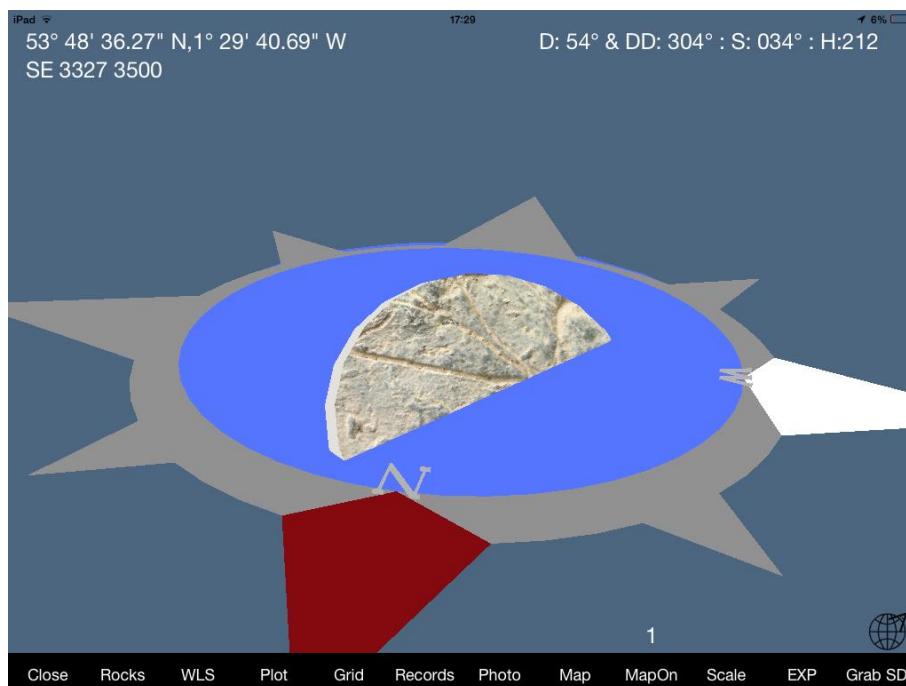 iPad 17:29 6%
53° 48' 36.27" N,1° 29' 40.69" W D: 54° & DD: 304° : S: 034° : H:212
SE 3327 3500
W
N
1
Close Rocks WLS Plot Grid Records Photo Map MapOn Scale EXP Grab SD